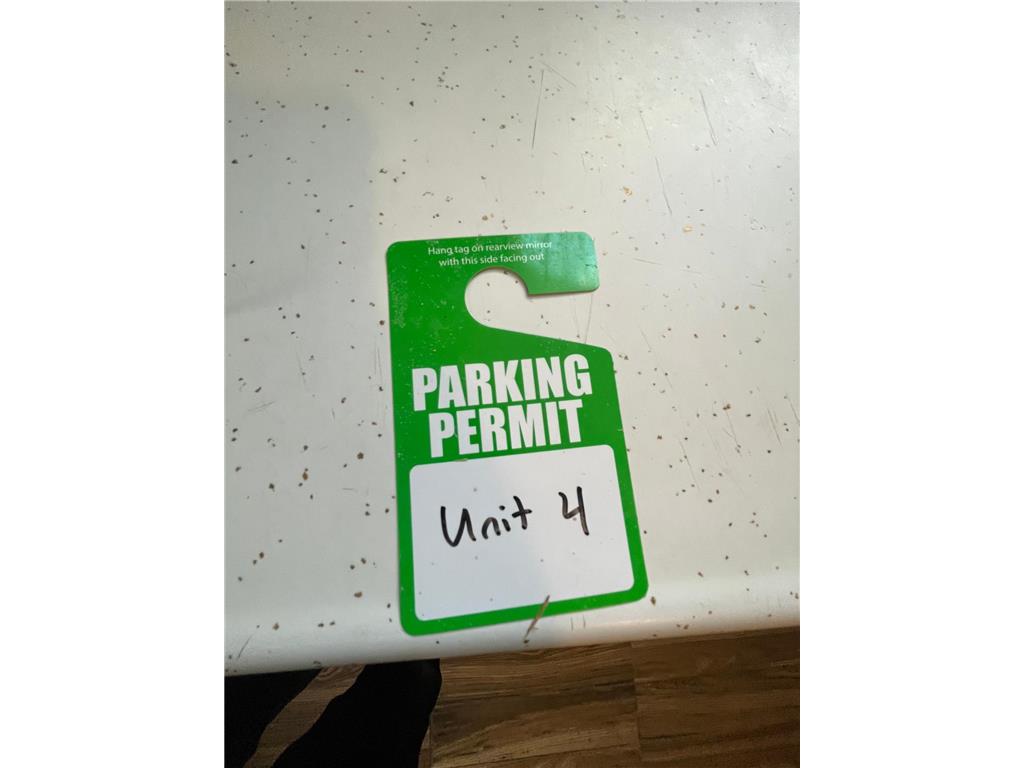 Hang tag on rearview mirror
with this side facing out
PARKING
PERMIT
Unit 4